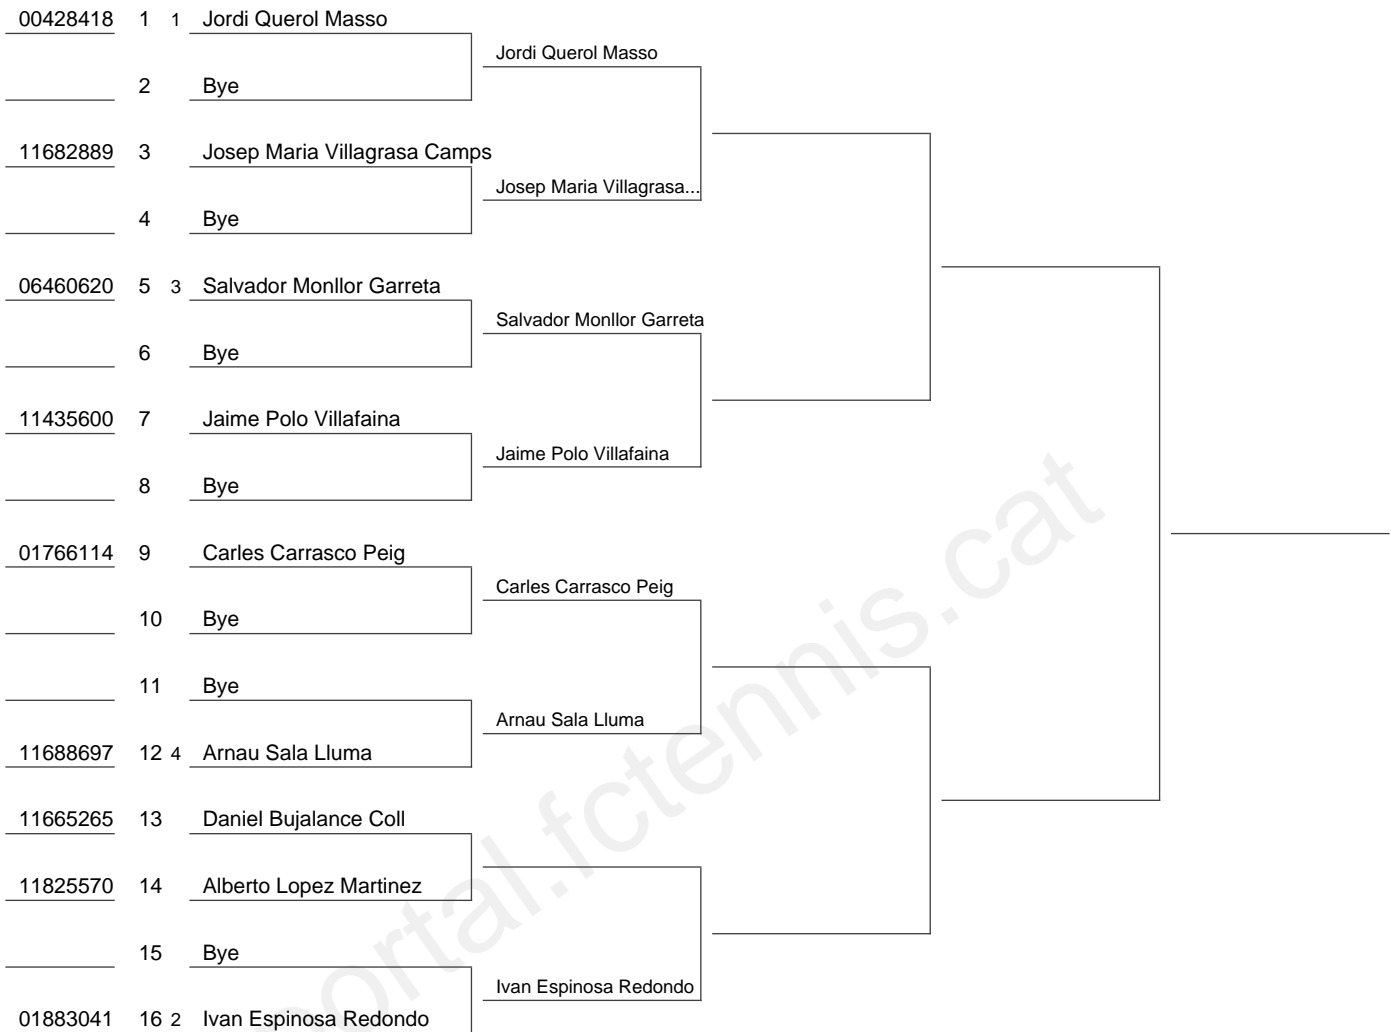 00428418 1 1 Jordi Querol Masso
Jordi Querol Masso
2 Bye
11682889 3 Josep Maria Villagrasa Camps
Josep Maria Villagrasa...
4 Bye
06460620 5 3 Salvador Monllor Garreta
Salvador Monllor Garreta
6 Bye
11435600 7 Jaime Polo Villafaina
Jaime Polo Villafaina
8 Bye
01766114 9 Carles Carrasco Peig
Carles Carrasco Peig
10 Bye
11 Bye
Arnau Sala Lluma
11688697 12 4 Arnau Sala Lluma
11665265 13 Daniel Bujalance Coll
11825570 14 Alberto Lopez Martinez
15 Bye
Ivan Espinosa Redondo
01883041 16 2 Ivan Espinosa Redondo
portal.fctennis.cat